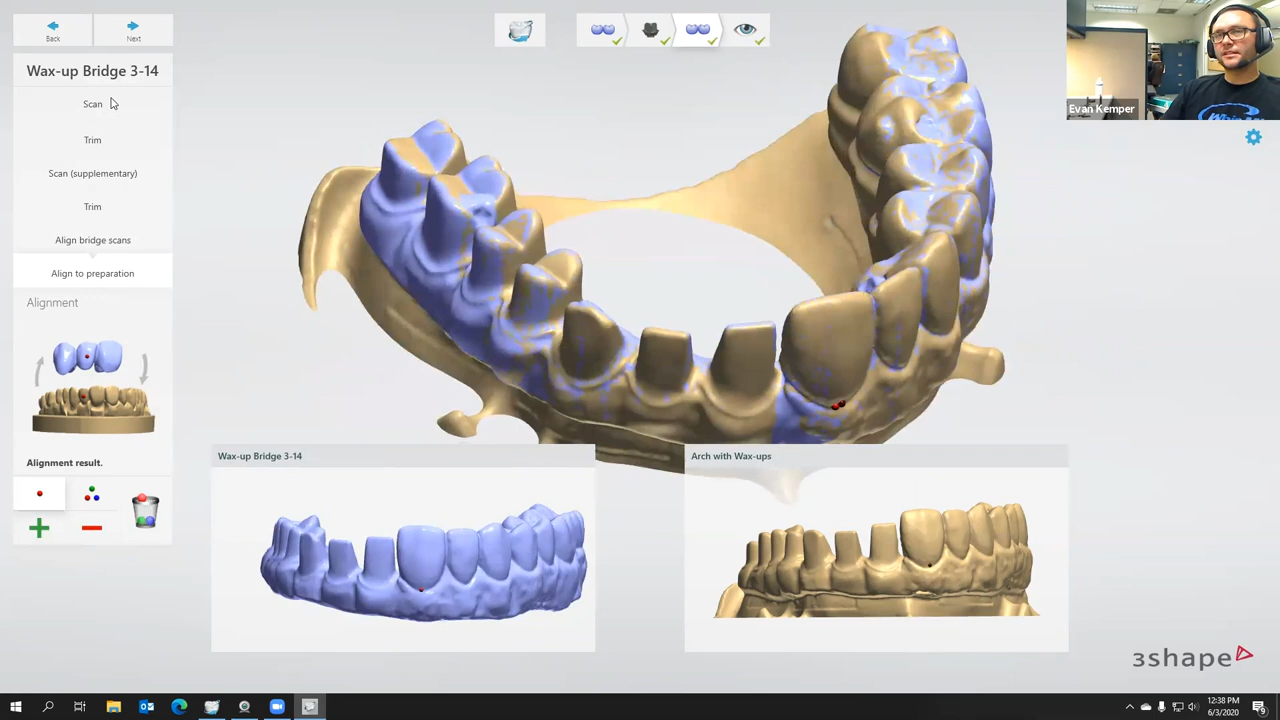 Back
Next
Wax-up Bridge 3-14
Scan
Trim
Scan (supplementary)
Trim
Align bridge scans
Align to preparation
Alignment
Alignment result.
Evan Kemper
Wax-up Bridge 3-14
Arch with Wax-ups
3shape
12:38 PM
6/3/2020